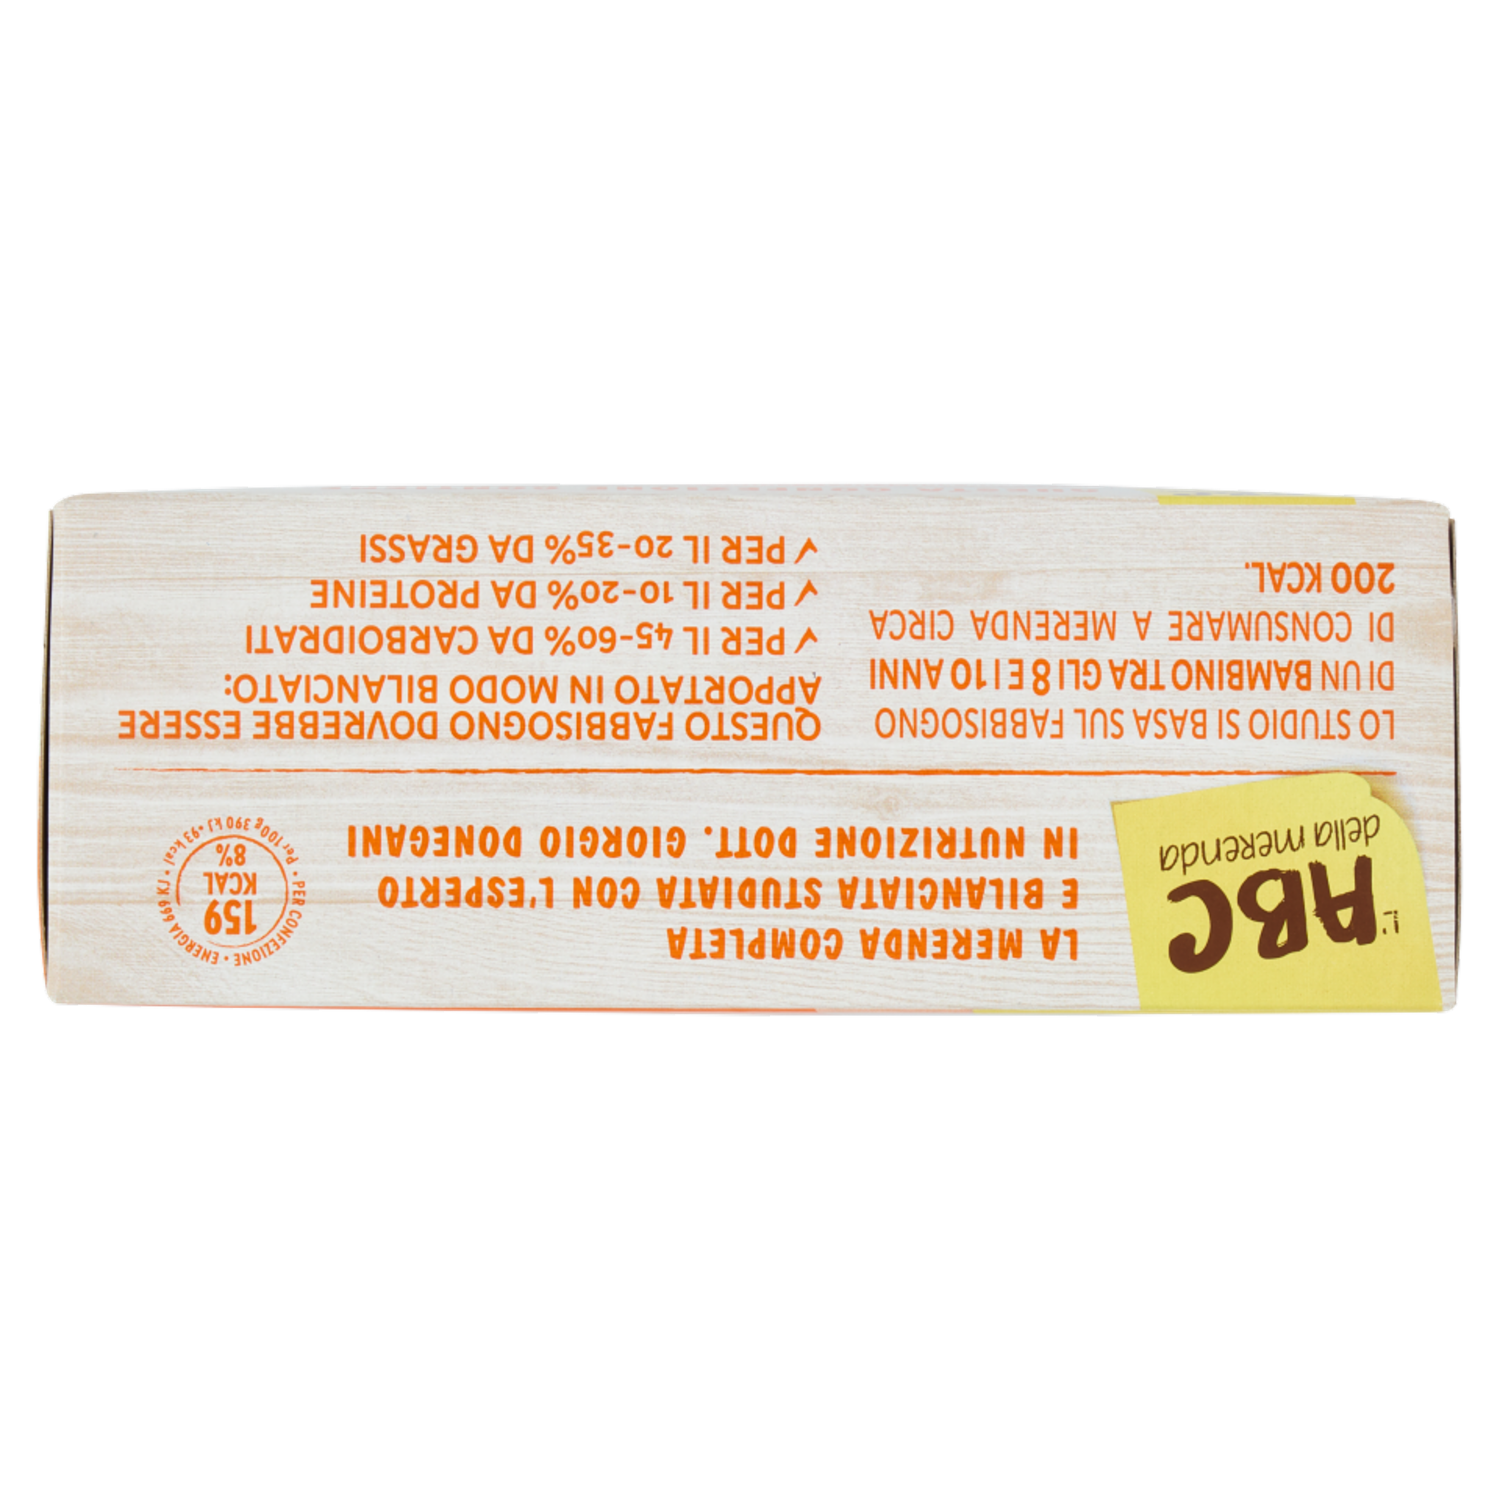 L'ABC
della merenda
LA MERENDA COMPLETA
E BILANCIATA STUDIATA CON L'ESPERTO
IN NUTRIZIONE DOTT. GIORGIO DONEGANI
PER CONFEZIONE • ENERGIA 669 KJ •
159
KCAL
8%
Per 100g 390 kJ • 93 kcal •
LO STUDIO SI BASA SUL FABBISOGNO
DI UN BAMBINO TRA GLI 8 E I 10 ANNI
DI CONSUMARE A MERENDA CIRCA
200 KCAL.
QUESTO FABBISOGNO DOVREBBE ESSERE
APPORTATO IN MODO BILANCIATO:
✓ PER IL 45-60% DA CARBOIDRATI
✓ PER IL 10-20% DA PROTEINE
✓ PER IL 20-35% DA GRASSI